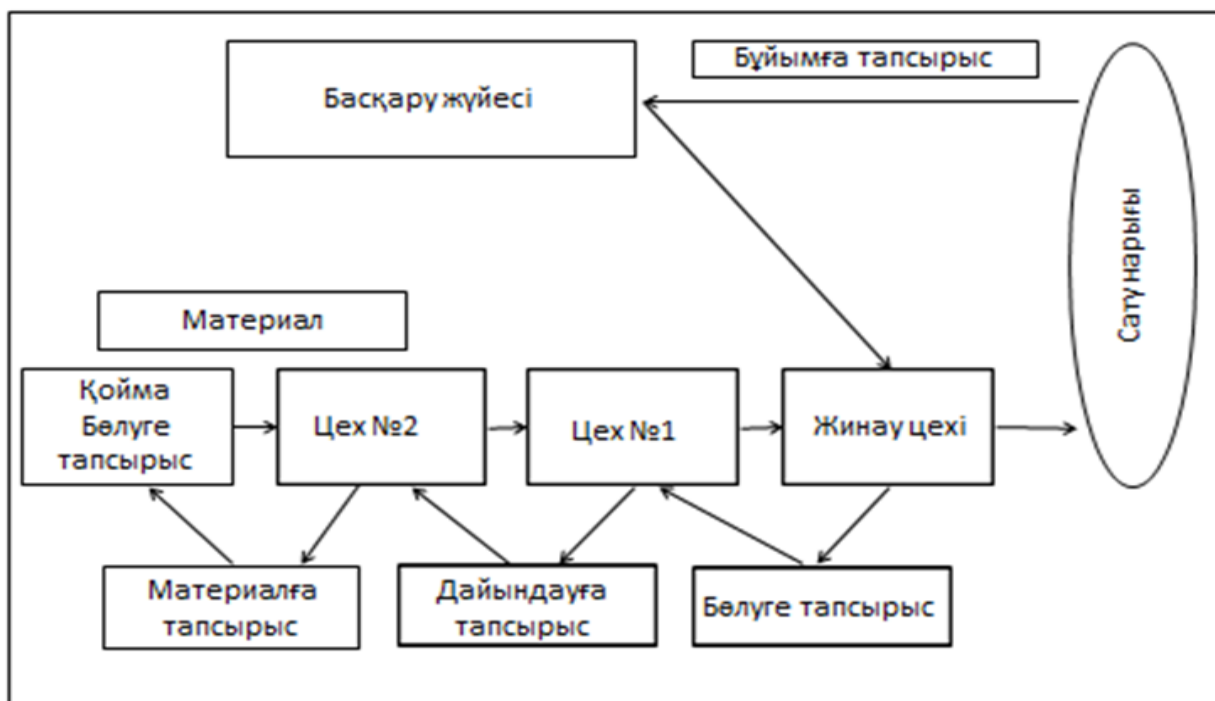 Бұйымға тапсырыс
Басқару жүйесі
Сату нарығы
Материал
Қойма
Бөлуге
тапсырыс
Цех №2
Цех №1
Жинау цехі
Материалға
тапсырыс
Дайындауға
тапсырыс
Бөлуге тапсырыс